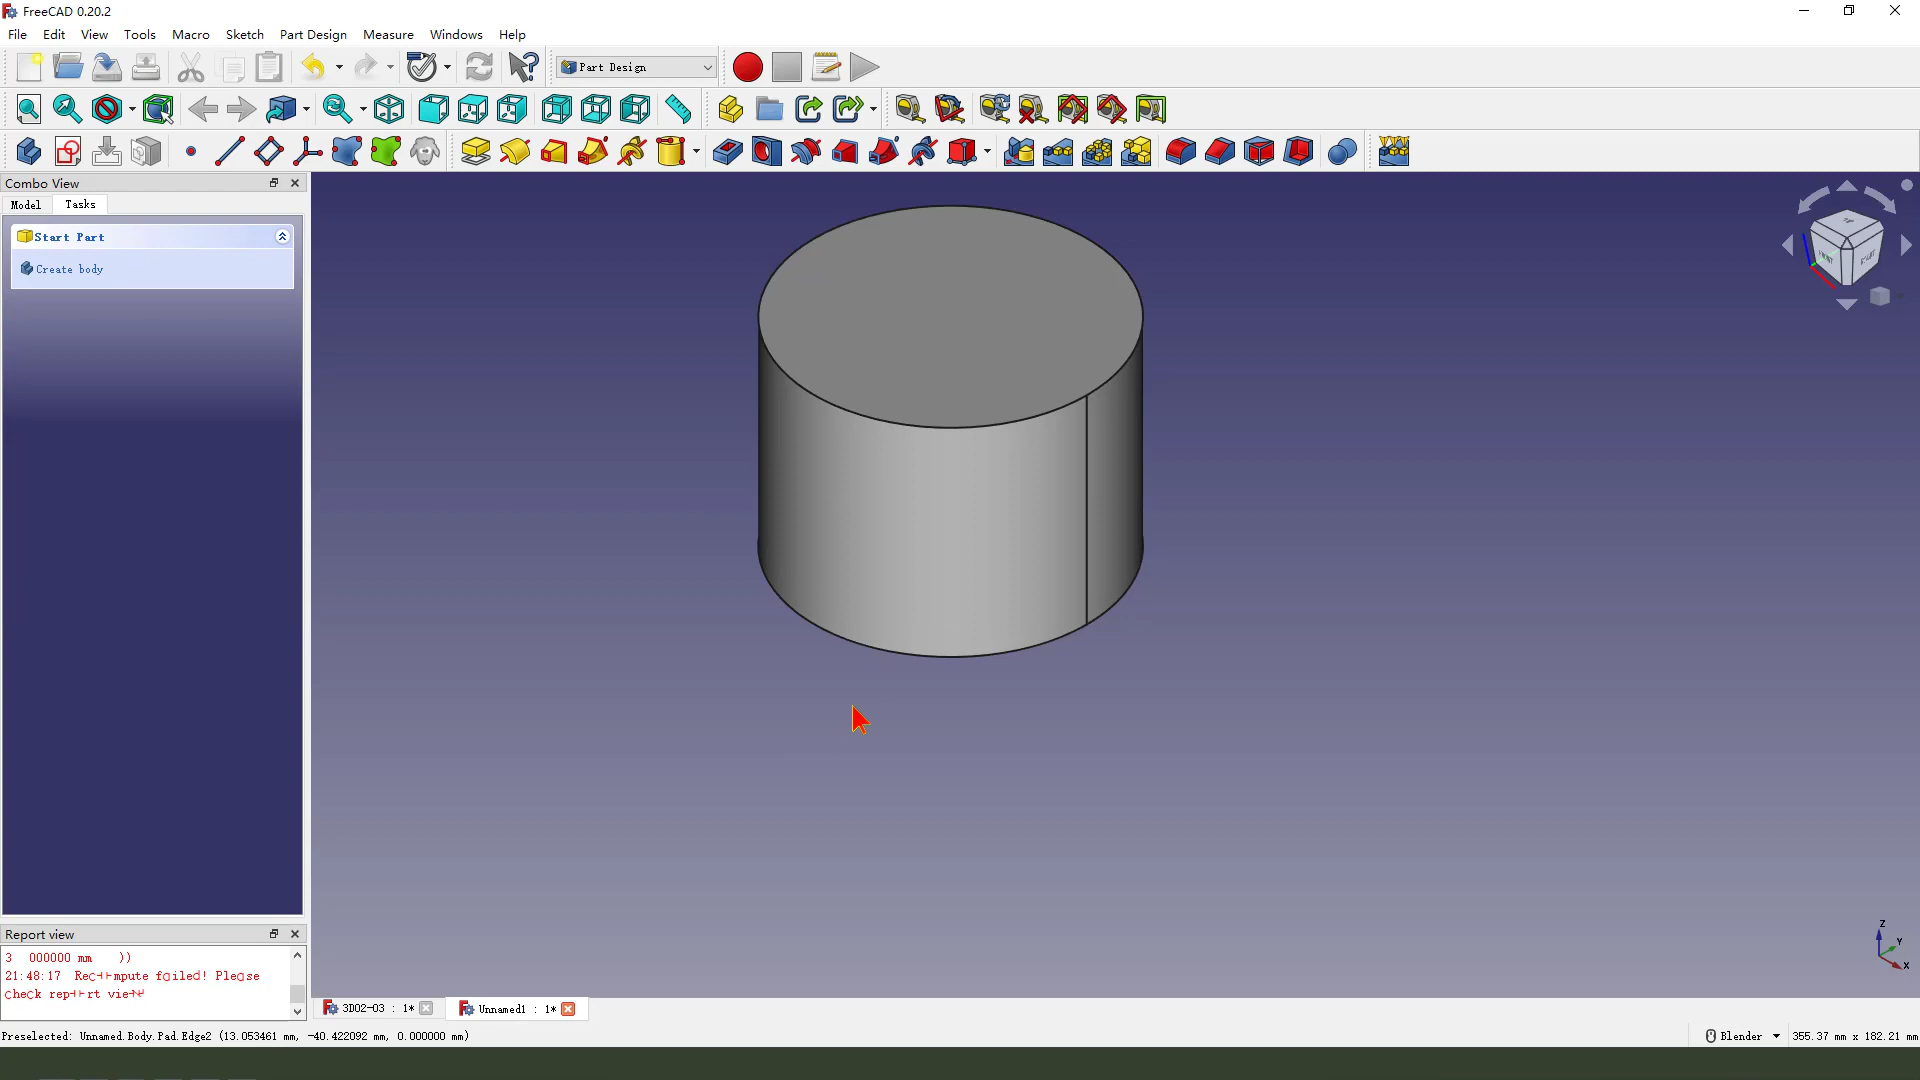 FreeCAD 0.20.2
File Edit View Tools Macro Sketch Part Design Measure Windows Help
Part Design
Combo View
Model Tasks
Start Part
Create body
TOP
FRONT
RIGHT
Z
Y
X
Report view
3 000000 mm ))
21:48:17
3D02-03 : 1*
Unnamed1 : 1*
Preselected: Unnamed.Body.Pad.Edge2 (13.053461 mm, -40.422092 mm, 0.000000 mm)
Blender
355.37 mm x 182.21 mm